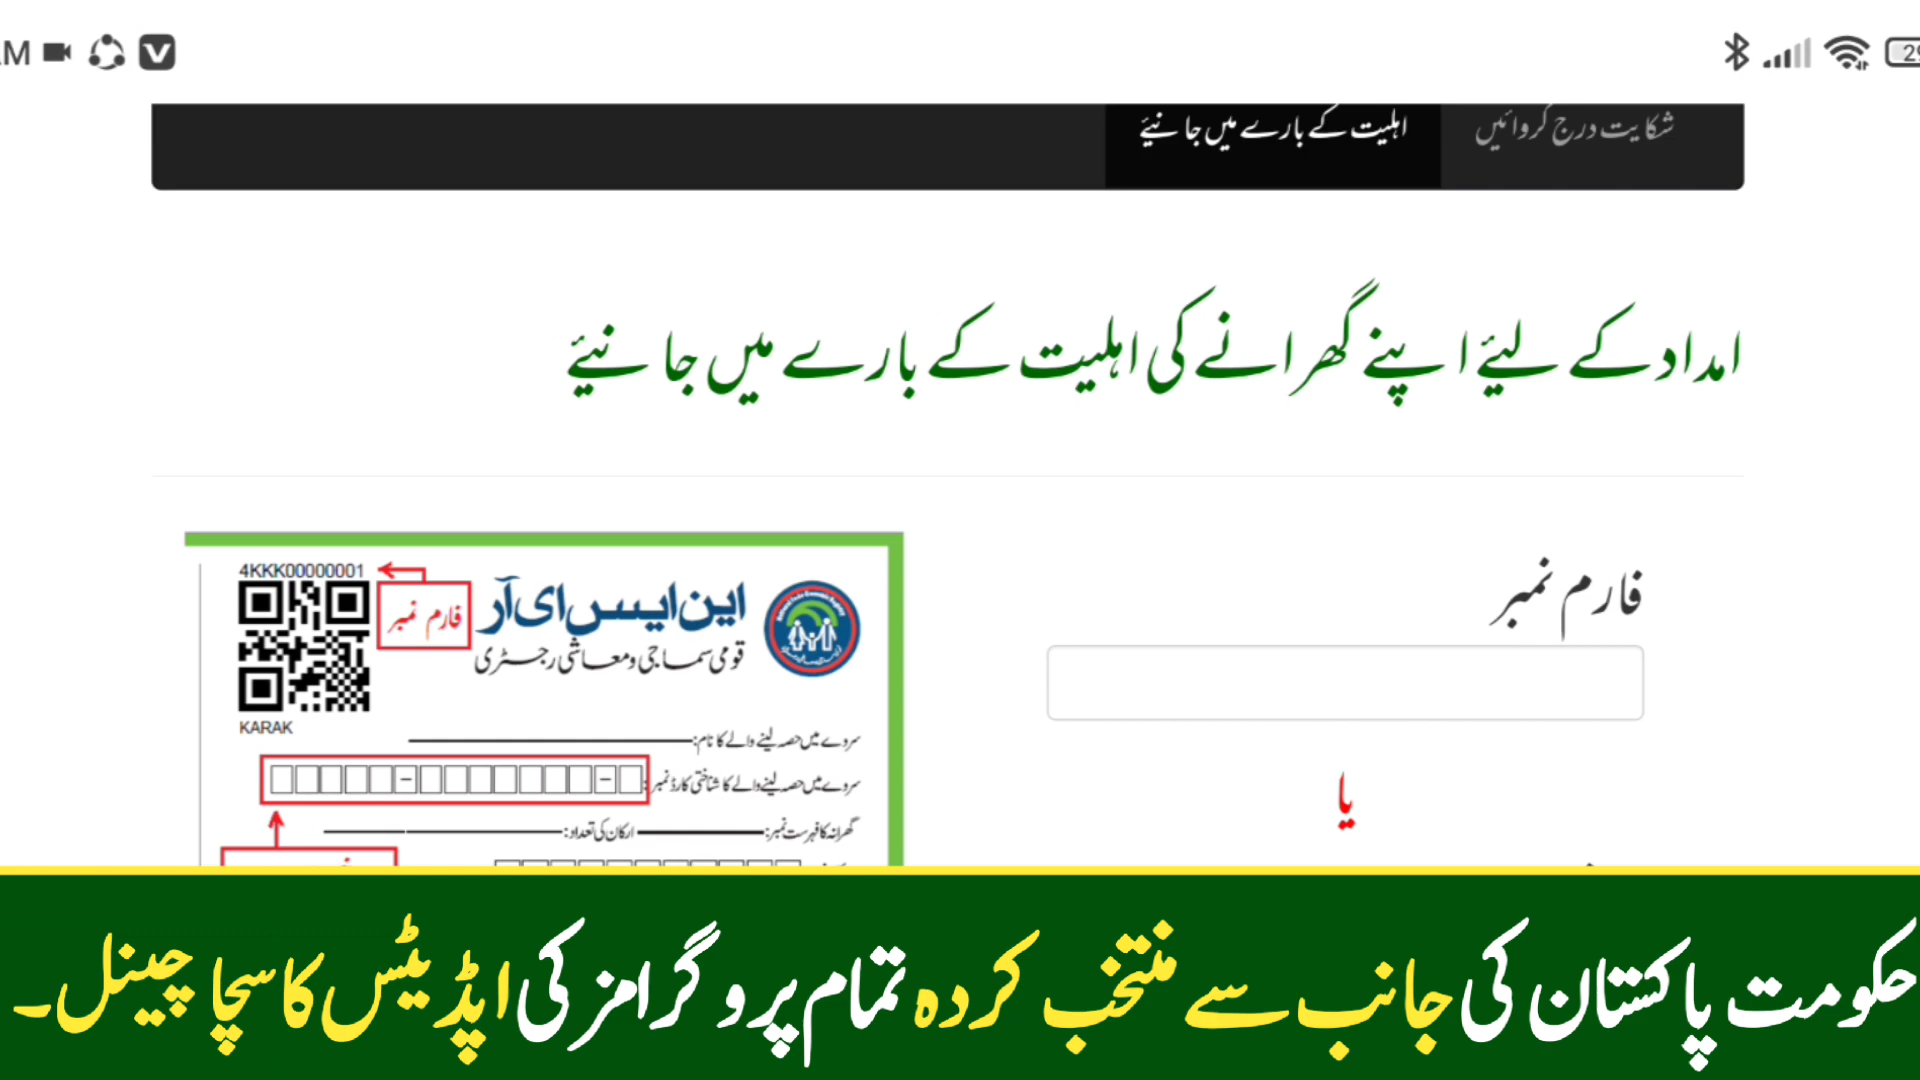 AM
29
شکایت درج کروائیں
اہلیت کے بارے میں جانیئے
امداد کے لیئے اپنے گھرانے کی اہلیت کے بارے میں جانیئے
فارم نمبر
یا
4KKK00000001
فارم نمبر
این ایس ای آر
قومی سماجی و معاشی رجسٹری
KARAK
سروے میں حصہ لینے والے کا نام:
سروے میں حصہ لینے والے کا شناختی کارڈ نمبر:
گھرانہ کا فہرست نمبر: ارکان کی تعداد:
حکومت پاکستان کی جانب سے منتخب کردہ تمام پروگرامز کی اپڈیٹس کا سچا چینل۔